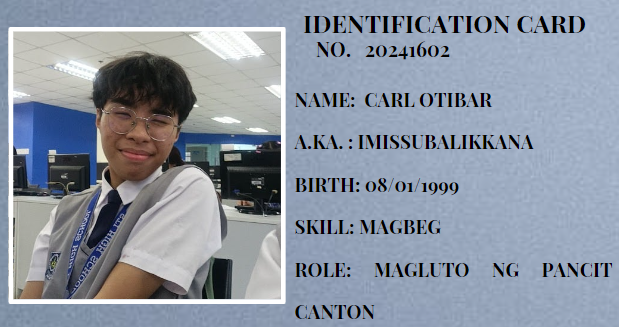 IDENTIFICATION CARD
NO. 20241602
NAME: CARL OTIBAR
A.KA. : IMISSUBALIKKANA
BIRTH: 08/01/1999
SKILL: MAGBEG
ROLE: MAGLUTO NG PANCIT
CANTON